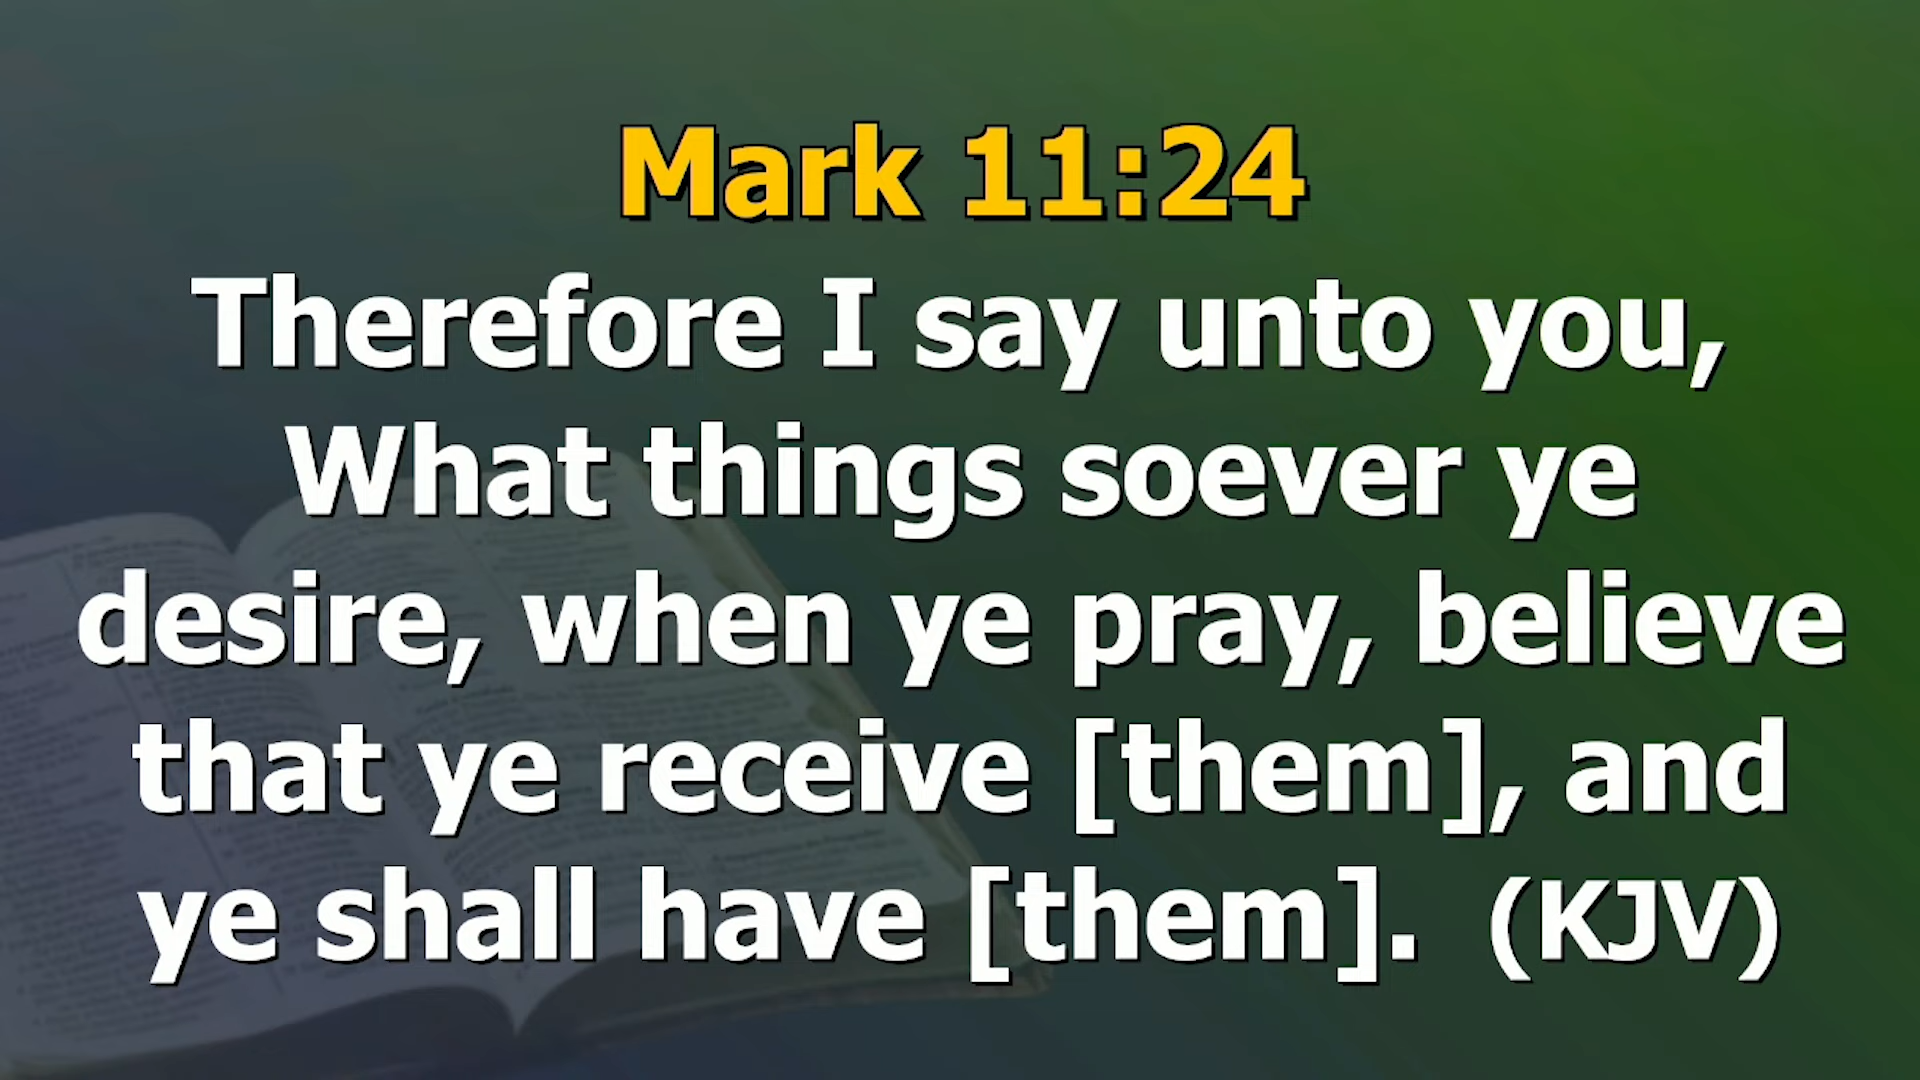 Mark 11:24
Therefore I say unto you,
What things soever ye
desire, when ye pray, believe
that ye receive [them], and
ye shall have [them].  (KJV)